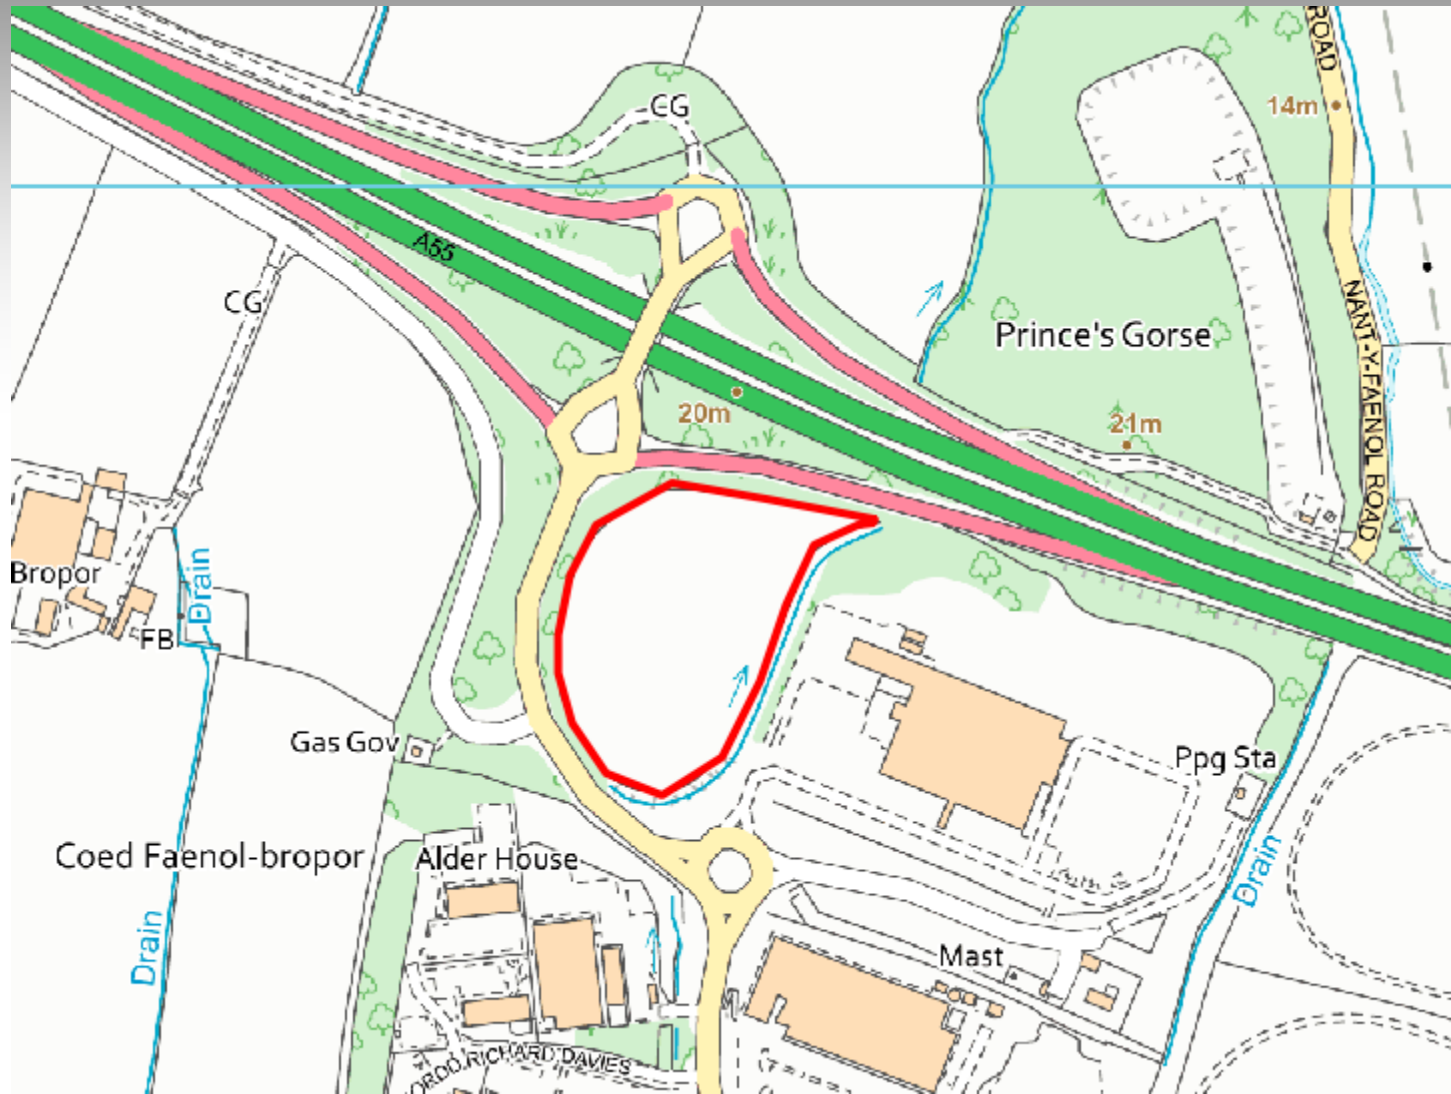 ROAD
CG
14m
A55
CG
Prince's Gorse
NANT-Y-FAENOL ROAD
20m
21m
Bropor
Drain
FB
Gas Gov
Ppg Sta
Coed Faenol-bropor
Alder House
Drain
Drain
Mast
FFORDD RICHARD DAVIES